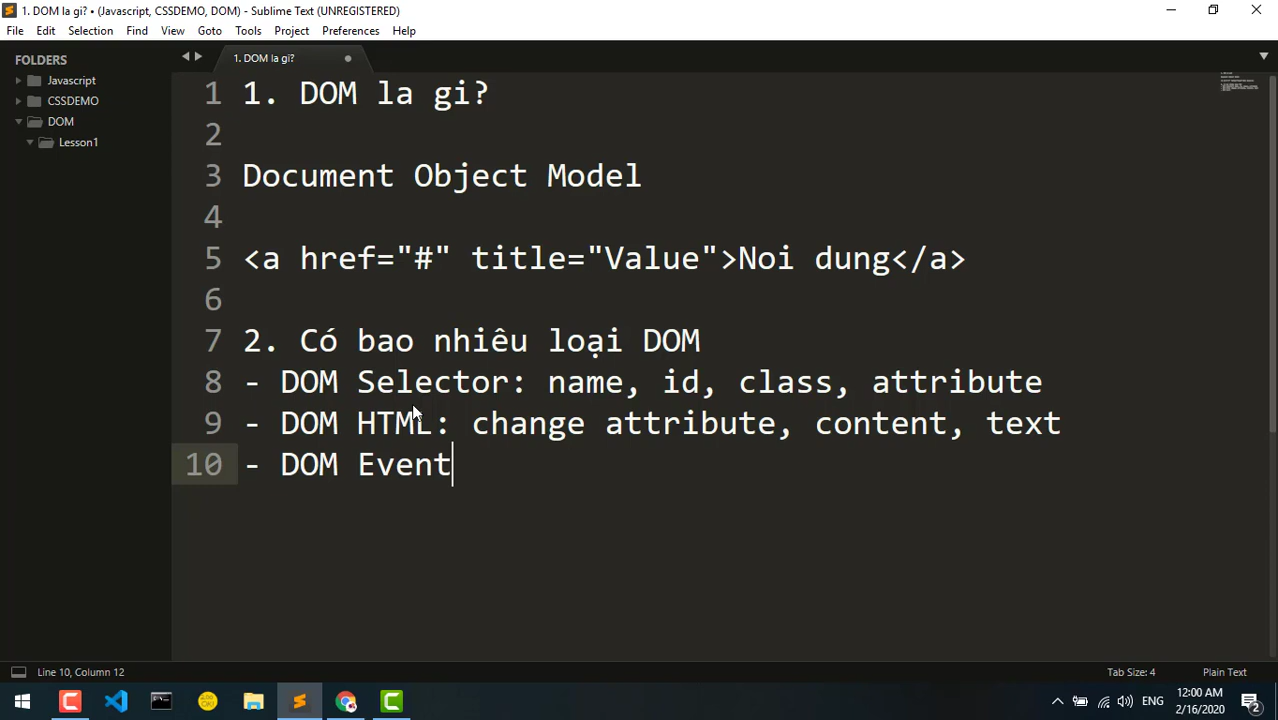 1. DOM la gi? • (Javascript, CSSDEMO, DOM) - Sublime Text (UNREGISTERED)
File Edit Selection Find View Goto Tools Project Preferences Help
FOLDERS
Javascript
CSSDEMO
DOM
Lesson1
1. DOM la gi?
1 1. DOM la gi?
2
3 Document Object Model
4
5 <a href="#" title="Value">Noi dung</a>
6
7 2. Có bao nhiêu loại DOM
8 - DOM Selector: name, id, class, attribute
9 - DOM HTML: change attribute, content, text
10 - DOM Event
Line 10, Column 12
Tab Size: 4
Plain Text
ENG
12:00 AM
2/16/2020
2